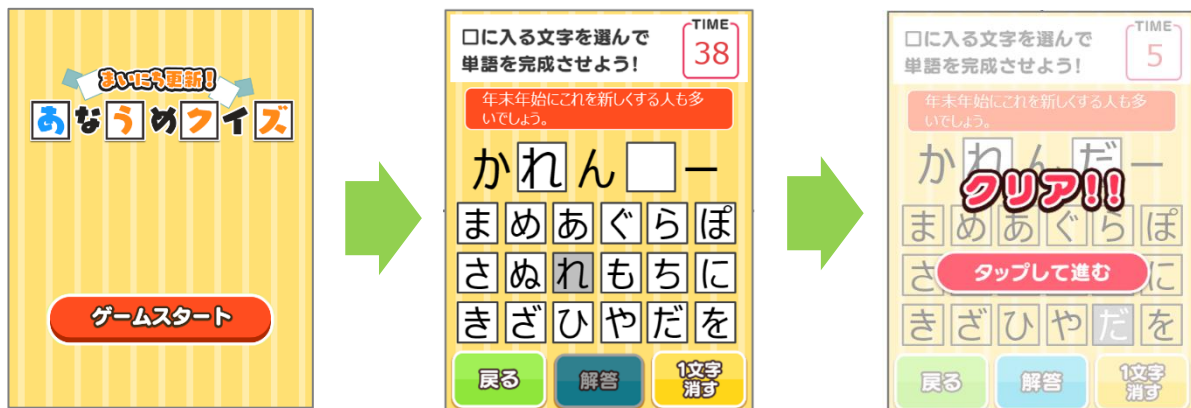 まいにち更新!
あなうめクイズ
ゲームスタート
□に入る文字を選んで
単語を完成させよう!
TIME
38
年末年始にこれを新しくする人も多
いでしょう。
かれん□ー
まめあぐらぽ
さぬれもちに
きざひやだを
戻る
解答
1文字
消す
□に入る文字を選んで
単語を完成させよう!
TIME
5
年末年始にこれを新しくする人も多
いでしょう。
かれんだー
クリア!!
まめあぐらぽ
さ
に
タップして進む
きざひやだを
戻る
解答
1文字
消す